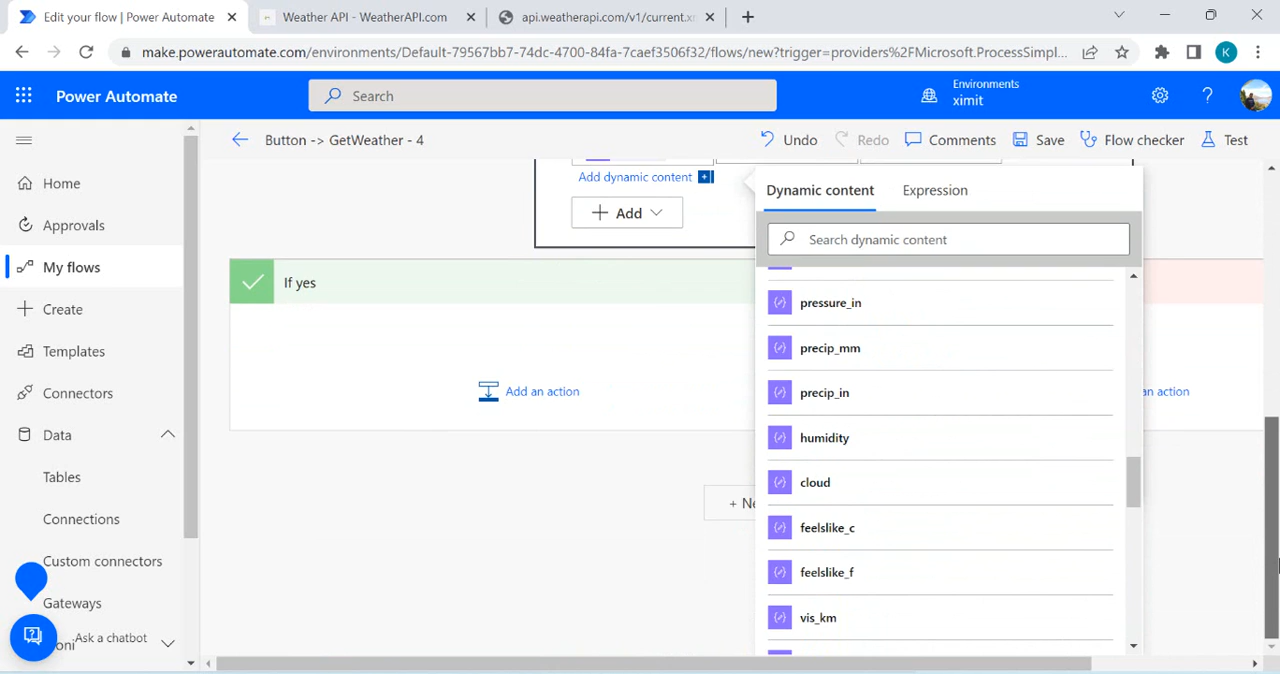 Edit your flow | Power Automate
Weather API - WeatherAPI.com
api.weatherapi.com/v1/current.x
make.powerautomate.com/environments/Default-79567bb7-74dc-4700-84fa-7caef3506f32/flows/new?trigger=providers%2FMicrosoft.ProcessSimpl...
K
Power Automate
Search
Environments
ximit
Button -> GetWeather - 4
Undo
Redo
Comments
Save
Flow checker
Test
Home
Approvals
My flows
Create
Templates
Connectors
Data
Tables
Connections
Custom connectors
Gateways
Ask a chatbot
Add dynamic content
Add
If yes
Add an action
an action
+ Ne
Dynamic content
Expression
Search dynamic content
pressure_in
precip_mm
precip_in
humidity
cloud
feelslike_c
feelslike_f
vis_km